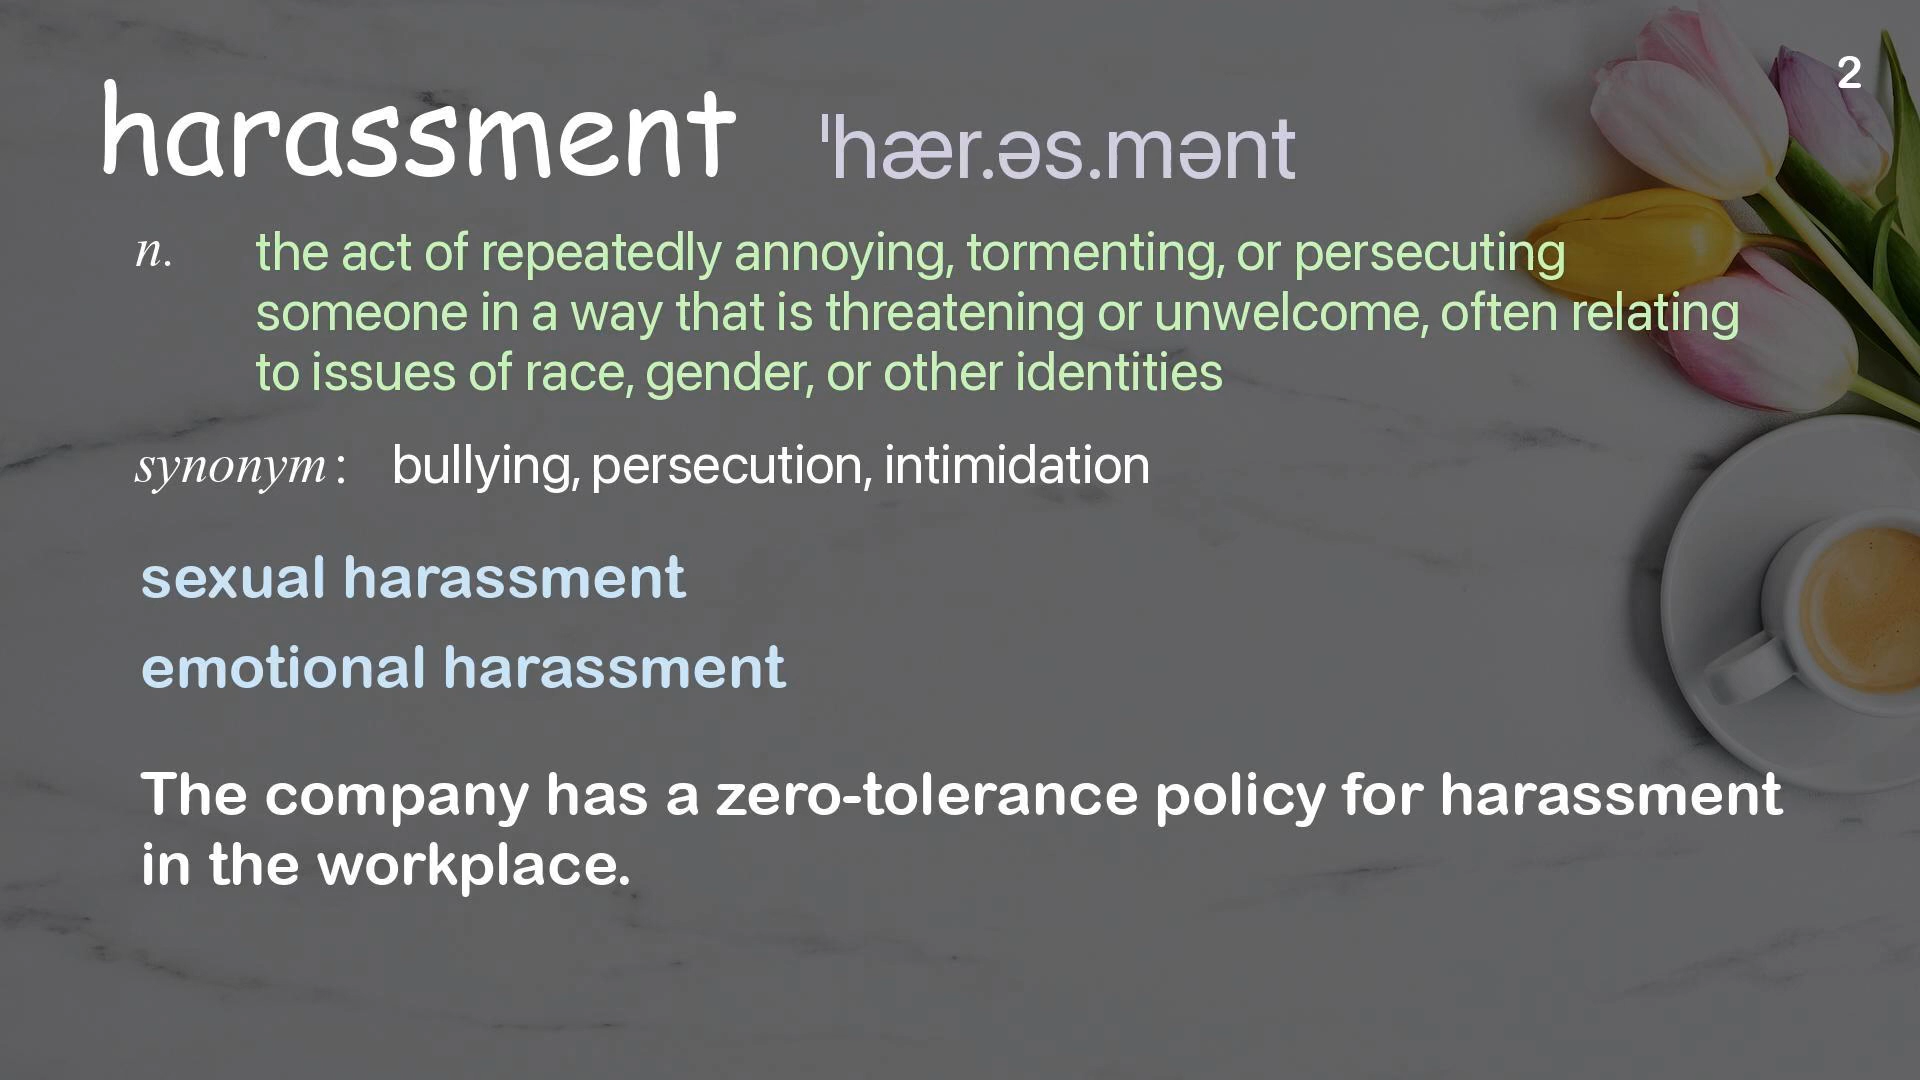 2
harassment ˈhær.əs.mənt
n. the act of repeatedly annoying, tormenting, or persecuting
someone in a way that is threatening or unwelcome, often relating
to issues of race, gender, or other identities
synonym : bullying, persecution, intimidation
sexual harassment
emotional harassment
The company has a zero-tolerance policy for harassment
in the workplace.